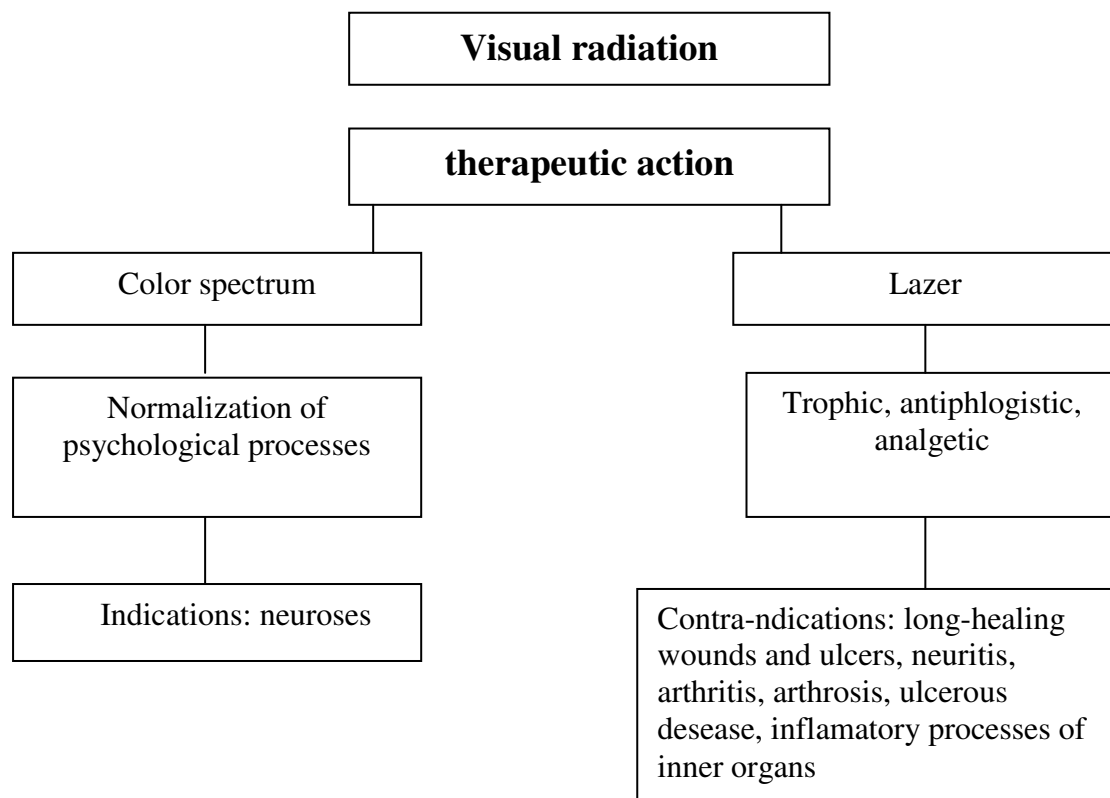 Visual radiation
therapeutic action
Color spectrum
Lazer
Normalization of
psychological processes
Trophic, antiphlogistic,
analgetic
Indications: neuroses
Contra-ndications: long-healing
wounds and ulcers, neuritis,
arthritis, arthrosis, ulcerous
desease, inflamatory processes of
inner organs